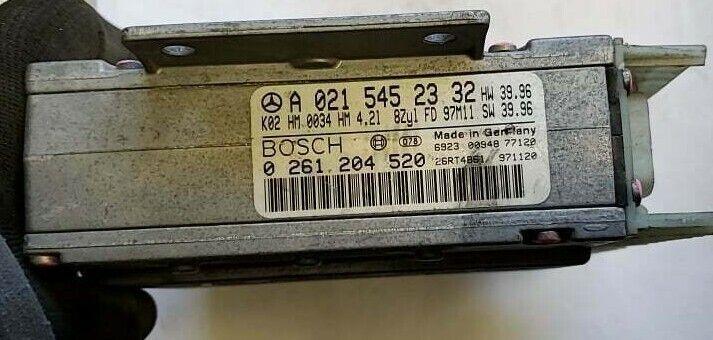 A 021 545 23 32 HW 39.96
K02 HM 0034 HM 4,2l 8Zyl FD 97M11 SW 39.96
BOSCH 078 Made in Germany
6923 00948 77120
0 261 204 520 26RT4861 971120